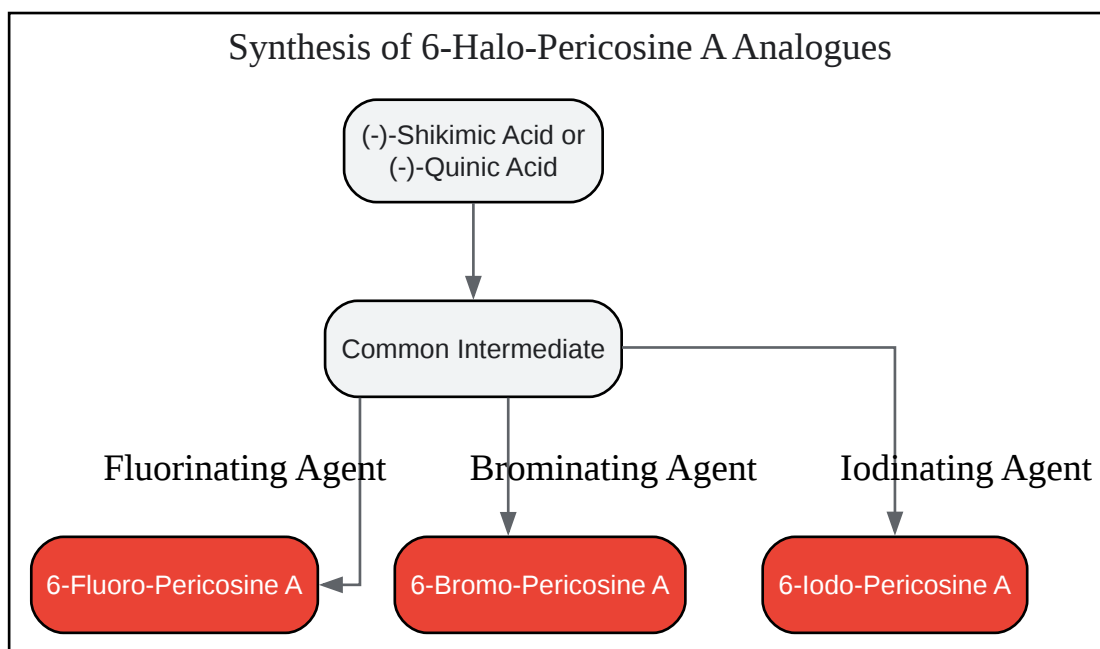 Synthesis of 6-Halo-Pericosine A Analogues
(-)-Shikimic Acid or
(-)-Quinic Acid
Common Intermediate
Fluorinating Agent
Brominating Agent
Iodinating Agent
6-Fluoro-Pericosine A
6-Bromo-Pericosine A
6-Iodo-Pericosine A